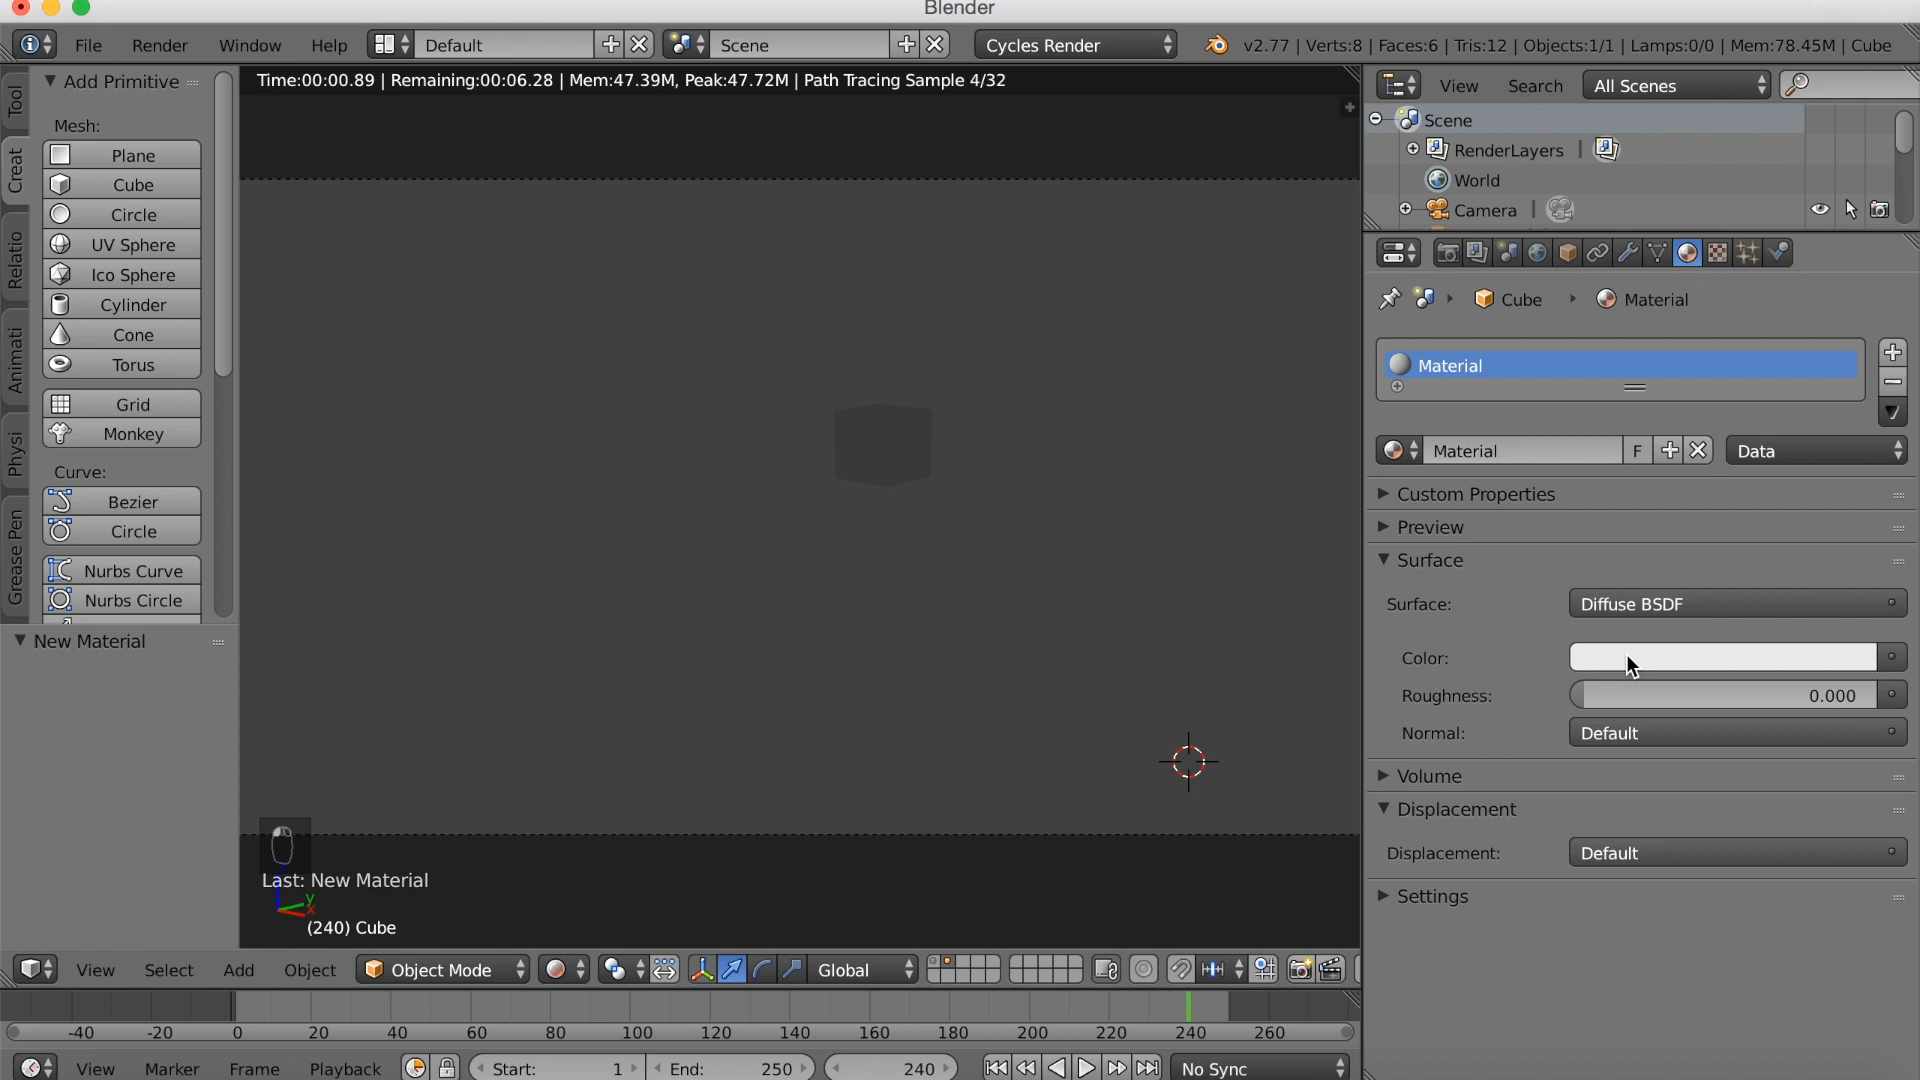 Blender
File Render Window Help Default Scene Cycles Render v2.77 | Verts:8 | Faces:6 | Tris:12 | Objects:1/1 | Lamps:0/0 | Mem:78.45M | Cube
Time:00:00.89 | Remaining:00:06.28 | Mem:47.39M, Peak:47.72M | Path Tracing Sample 4/32
Tool
Creat
Relatio
Animati
Physi
Grease Pen
Add Primitive
Mesh:
Plane
Cube
Circle
UV Sphere
Ico Sphere
Cylinder
Cone
Torus
Grid
Monkey
Curve:
Bezier
Circle
Nurbs Curve
Nurbs Circle
New Material
Last: New Material
y
x
(240) Cube
View Search All Scenes
Scene
RenderLayers |
World
Camera |
Cube Material
Material
Material F Data
Custom Properties
Preview
Surface
Surface: Diffuse BSDF
Color:
Roughness: 0.000
Normal: Default
Volume
Displacement
Displacement: Default
Settings
View Select Add Object Object Mode Global
-40 -20 0 20 40 60 80 100 120 140 160 180 200 220 240 260
View Marker Frame Playback Start: 1 End: 250 240 No Sync